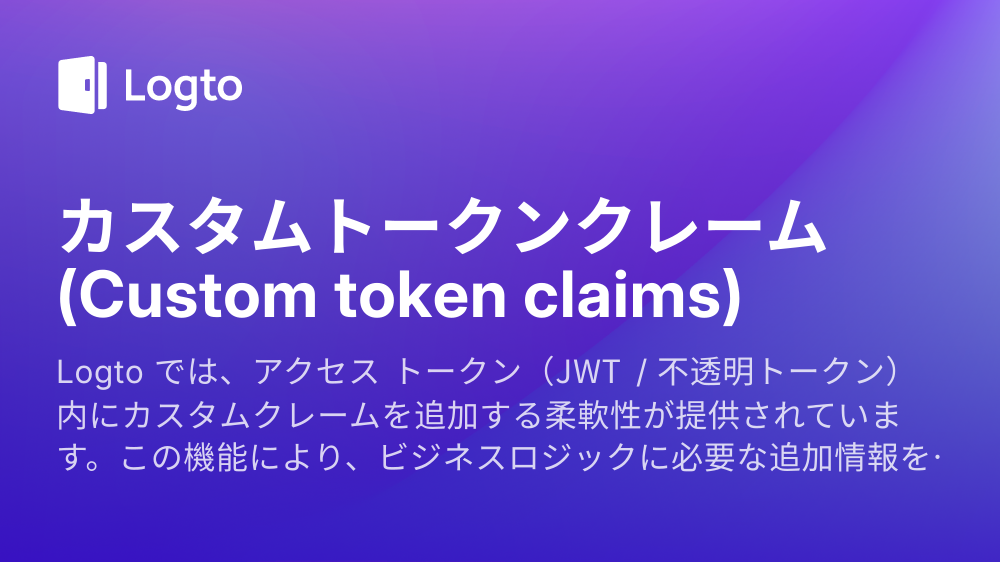 Logto
カスタムトークンクレーム
(Custom token claims)
Logto では、アクセス トークン（JWT / 不透明トークン）
内にカスタムクレームを追加する柔軟性が提供されていま
す。この機能により、ビジネスロジックに必要な追加情報を·